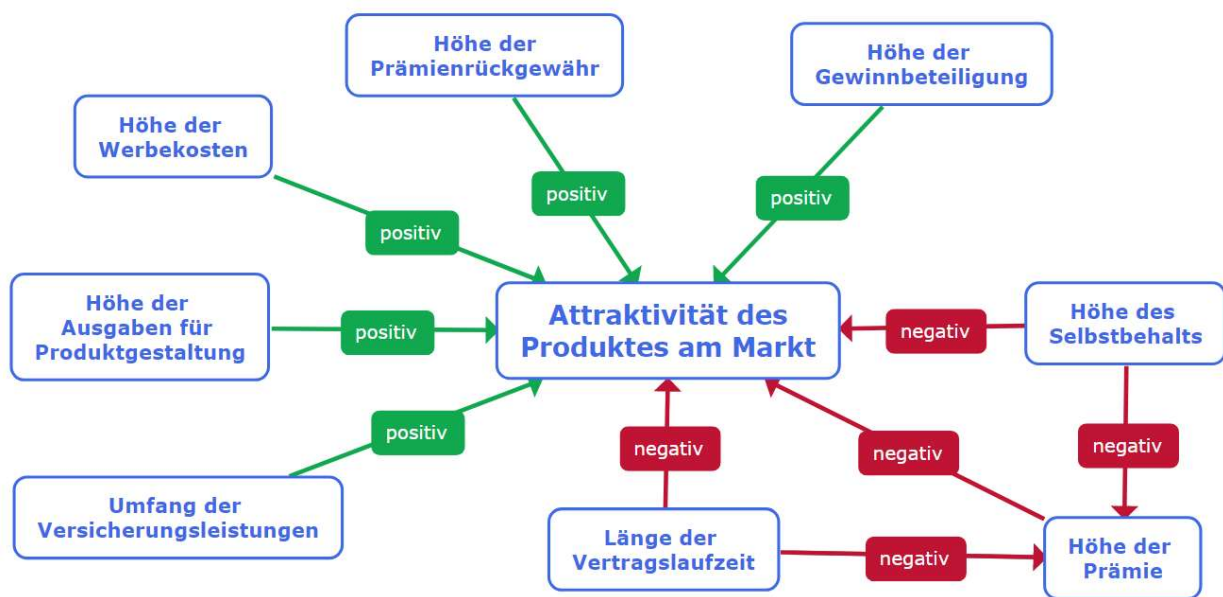 Höhe der
Prämienrückgewähr
Höhe der
Gewinnbeteiligung
Höhe der
Werbekosten
positiv
positiv
positiv
Höhe der
Ausgaben für
Produktgestaltung
positiv
Attraktivität des
Produktes am Markt
negativ
Höhe des
Selbstbehalts
positiv
negativ
negativ
negativ
Umfang der
Versicherungsleistungen
Länge der
Vertragslaufzeit
negativ
Höhe der
Prämie